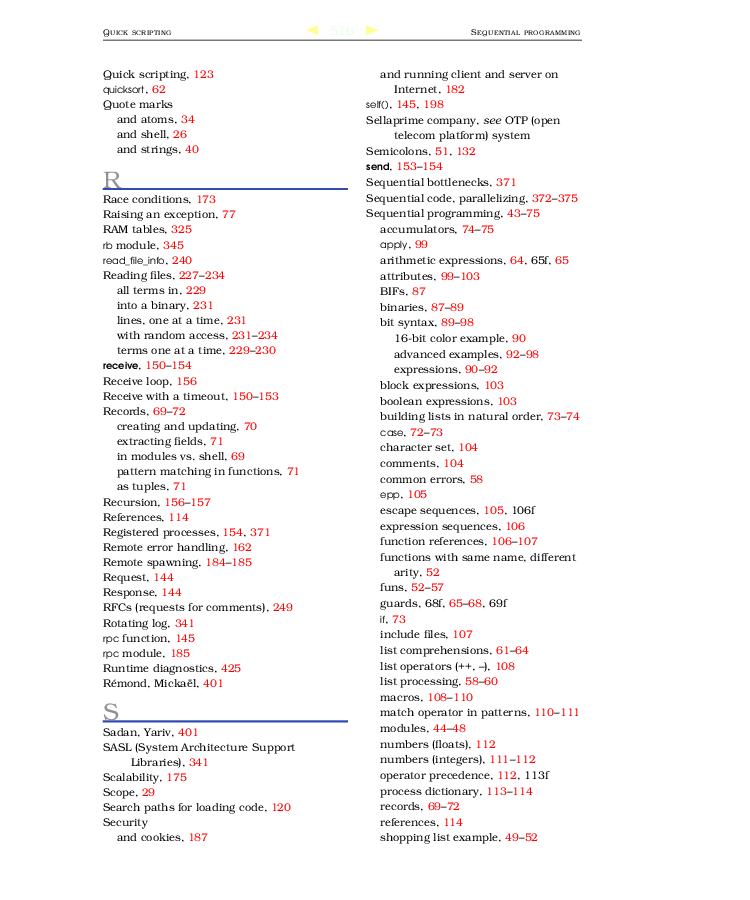 QUICK SCRIPTING ◀ 510 ▶ SEQUENTIAL PROGRAMMING
Quick scripting, 123
quicksort, 62
Quote marks
and atoms, 34
and shell, 26
and strings, 40
R
Race conditions, 173
Raising an exception, 77
RAM tables, 325
rb module, 345
read_file_info, 240
Reading files, 227–234
all terms in, 229
into a binary, 231
lines, one at a time, 231
with random access, 231–234
terms one at a time, 229–230
receive, 150–154
Receive loop, 156
Receive with a timeout, 150–153
Records, 69–72
creating and updating, 70
extracting fields, 71
in modules vs. shell, 69
pattern matching in functions, 71
as tuples, 71
Recursion, 156–157
References, 114
Registered processes, 154, 371
Remote error handling, 162
Remote spawning, 184–185
Request, 144
Response, 144
RFCs (requests for comments), 249
Rotating log, 341
rpc function, 145
rpc module, 185
Runtime diagnostics, 425
Rémond, Mickaël, 401
S
Sadan, Yariv, 401
SASL (System Architecture Support
Libraries), 341
Scalability, 175
Scope, 29
Search paths for loading code, 120
Security
and cookies, 187
and running client and server on
Internet, 182
self(), 145, 198
Sellaprime company, see OTP (open
telecom platform) system
Semicolons, 51, 132
send, 153–154
Sequential bottlenecks, 371
Sequential code, parallelizing, 372–375
Sequential programming, 43–75
accumulators, 74–75
apply, 99
arithmetic expressions, 64, 65f, 65
attributes, 99–103
BIFs, 87
binaries, 87–89
bit syntax, 89–98
16-bit color example, 90
advanced examples, 92–98
expressions, 90–92
block expressions, 103
boolean expressions, 103
building lists in natural order, 73–74
case, 72–73
character set, 104
comments, 104
common errors, 58
epp, 105
escape sequences, 105, 106f
expression sequences, 106
function references, 106–107
functions with same name, different
arity, 52
funs, 52–57
guards, 68f, 65–68, 69f
if, 73
include files, 107
list comprehensions, 61–64
list operators (++, –), 108
list processing, 58–60
macros, 108–110
match operator in patterns, 110–111
modules, 44–48
numbers (floats), 112
numbers (integers), 111–112
operator precedence, 112, 113f
process dictionary, 113–114
records, 69–72
references, 114
shopping list example, 49–52